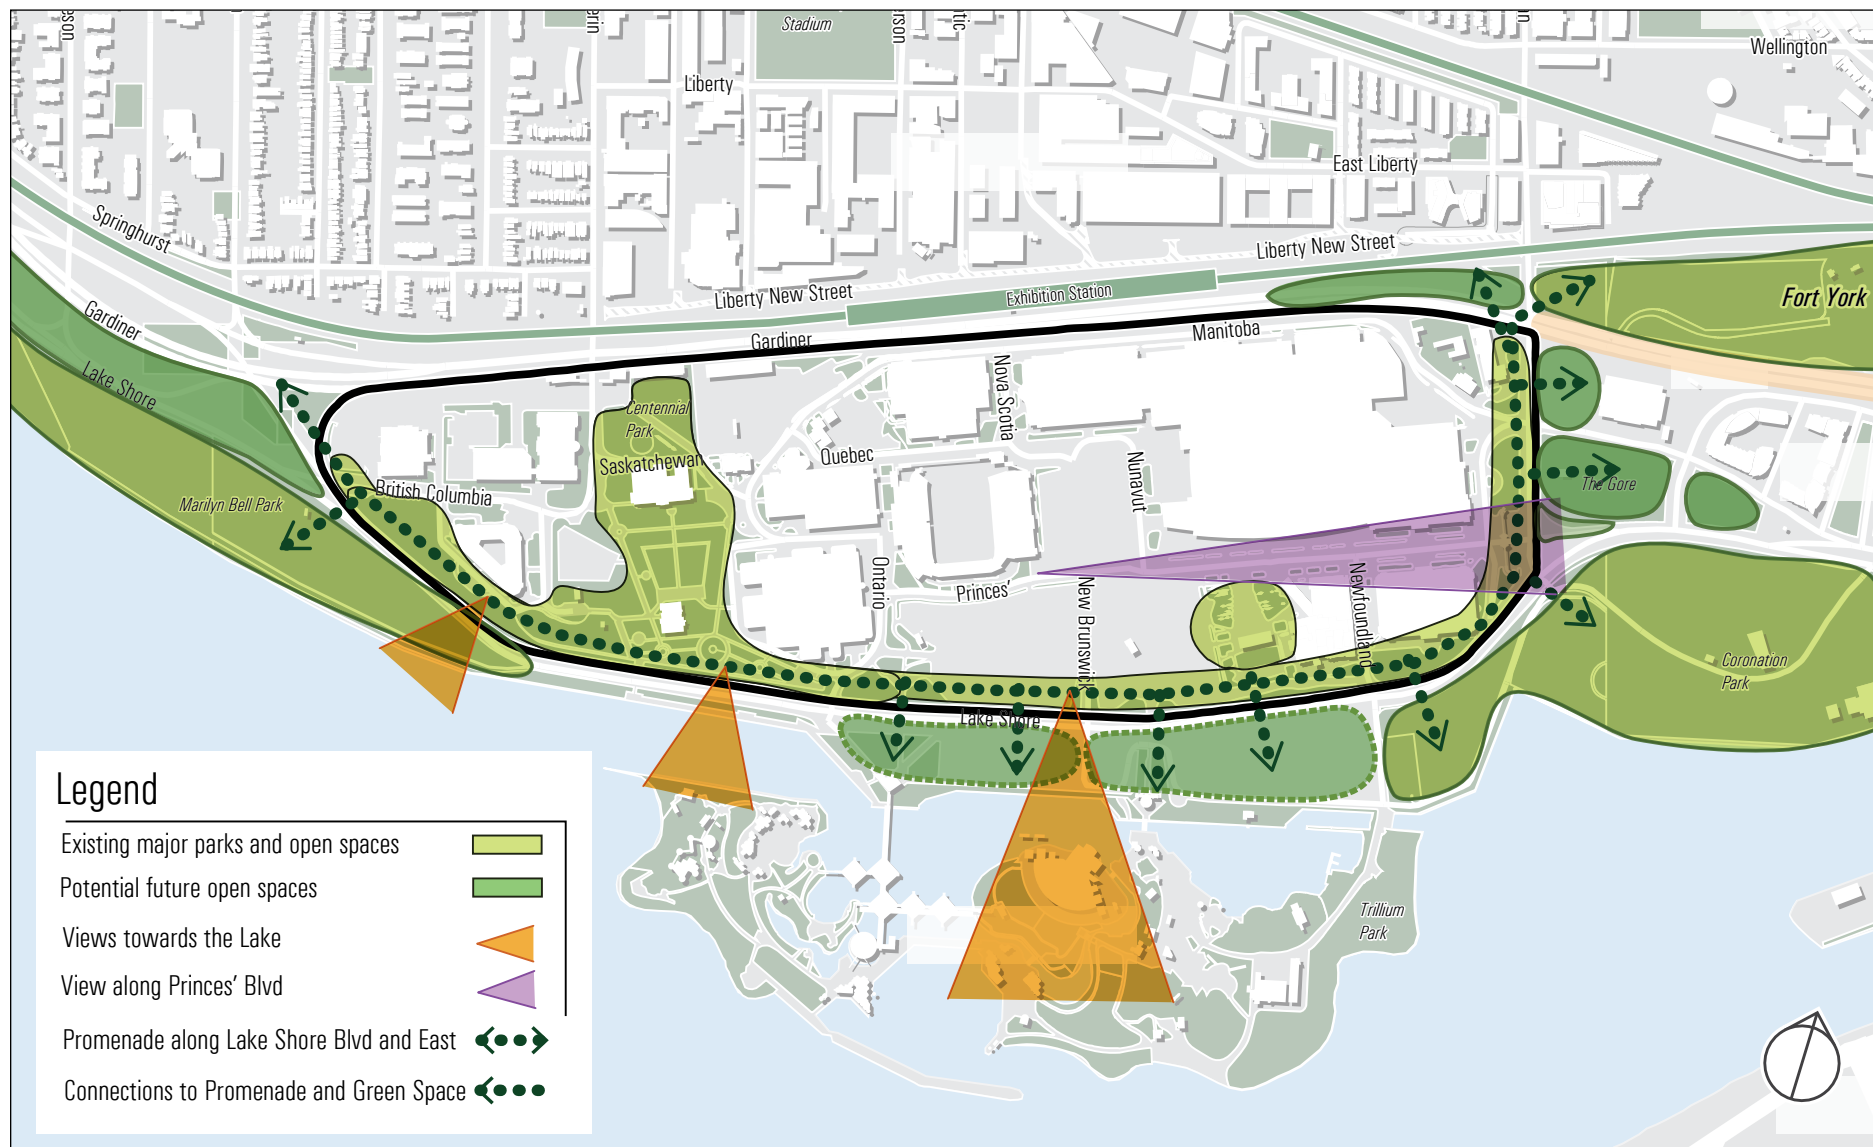 Stadium
Wellington
Liberty
East Liberty
Springhurst
Liberty New Street
Liberty New Street
Exhibition Station
Fort York
Gardiner
Gardiner
Manitoba
Lake Shore
Nova Scotia
Centennial
Park
Quebec
Saskatchewan
Nunavut
British Columbia
The Gore
Marilyn Bell Park
Ontario
Princes'
New Brunswick
Newfoundland
Coronation
Park
Lake Shore
Trillium
Park
Legend
Existing major parks and open spaces
Potential future open spaces
Views towards the Lake
View along Princes' Blvd
Promenade along Lake Shore Blvd and East
Connections to Promenade and Green Space